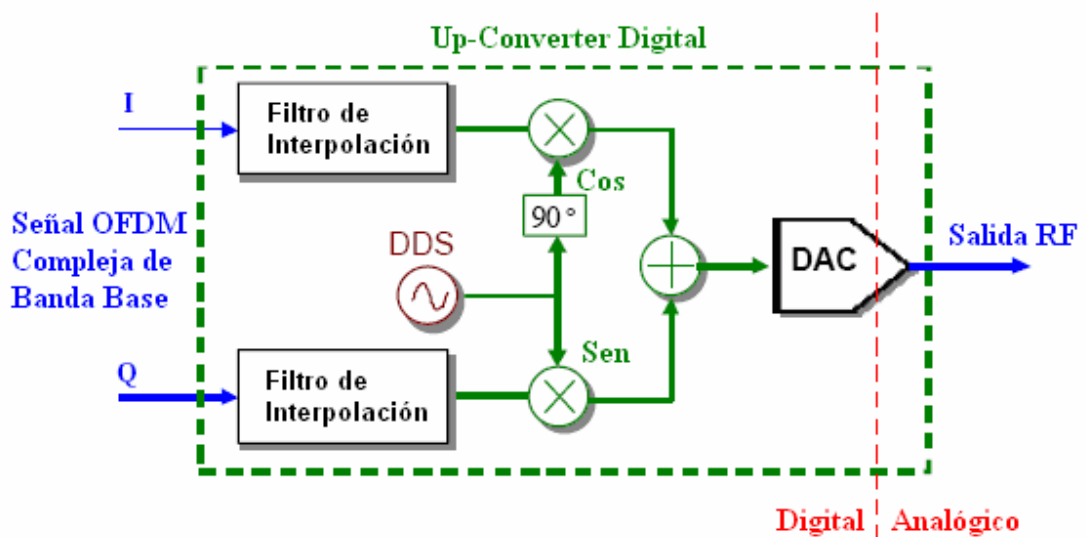 Up-Converter Digital
I
Filtro de
Interpolación
Cos
90°
Señal OFDM
Compleja de
Banda Base
DDS
DAC
Salida RF
Sen
Q
Filtro de
Interpolación
Digital
Analógico